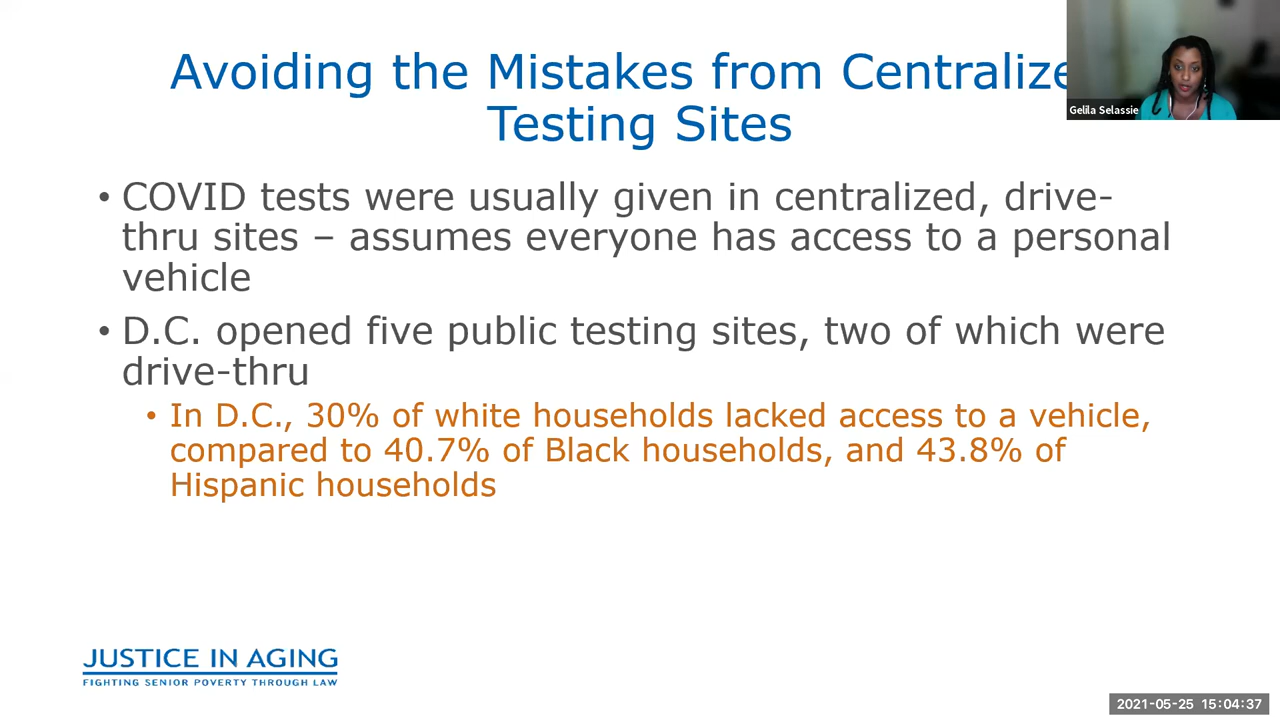 Avoiding the Mistakes from Centralize
Testing Sites
Gelila Selassie
• COVID tests were usually given in centralized, drive-
thru sites – assumes everyone has access to a personal
vehicle
• D.C. opened five public testing sites, two of which were
drive-thru
• In D.C., 30% of white households lacked access to a vehicle,
compared to 40.7% of Black households, and 43.8% of
Hispanic households
JUSTICE IN AGING
FIGHTING SENIOR POVERTY THROUGH LAW
2021-05-25 15:04:37